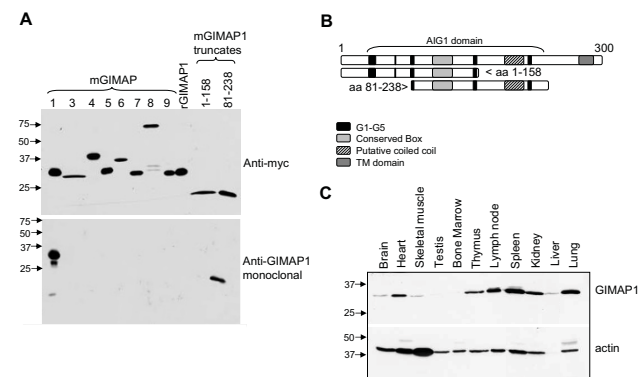 A
mGIMAP
rGIMAP1
mGIMAP1
truncates
1-158
81-238
1 3 4 5 6 7 8 9
75
50
37
25
Anti-myc
75
50
37
25
Anti-GIMAP1
monoclonal
B
1 AIG1 domain 300
< aa 1-158
aa 81-238>
G1-G5
Conserved Box
Putative coiled coil
TM domain
C
Brain
Heart
Skeletal muscle
Testis
Bone Marrow
Thymus
Lymph node
Spleen
Kidney
Liver
Lung
37
25
GIMAP1
50
37
actin